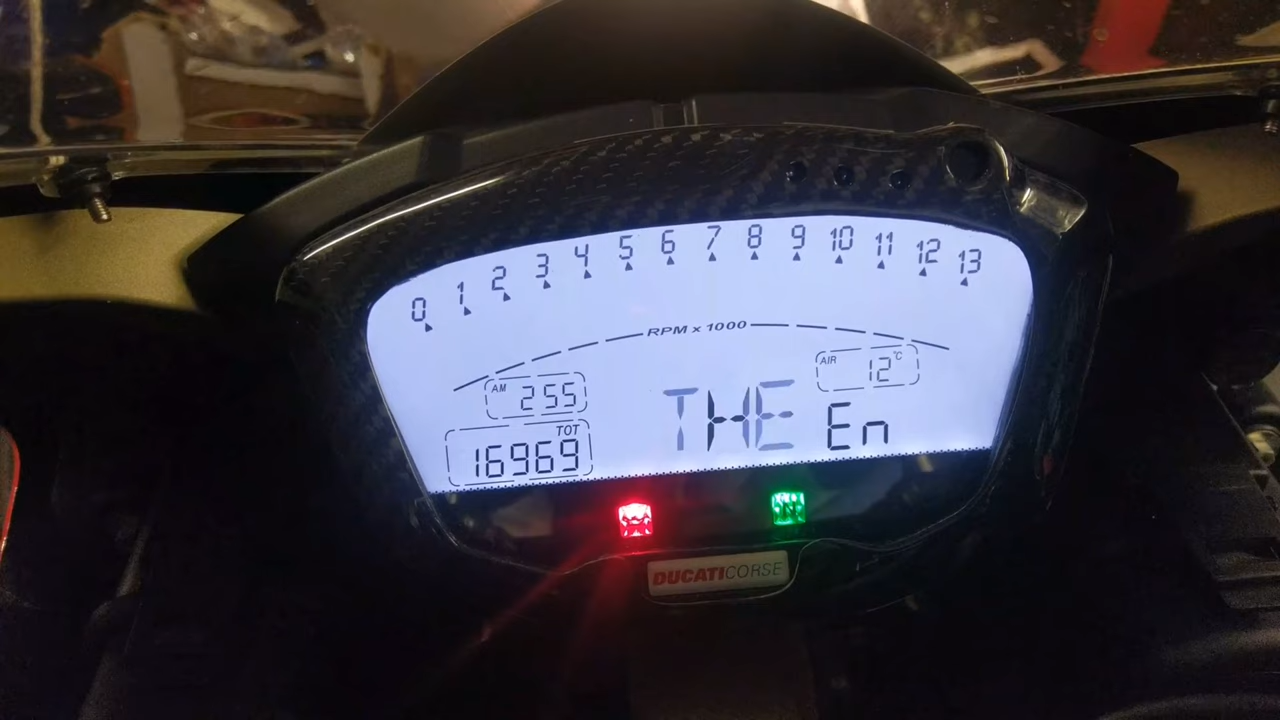 0 1 2 3 4 5 6 7 8 9 10 11 12 13
RPM x 1000
AIR 12°C
AM 255
THE En
TOT
16969
N
DUCATICORSE